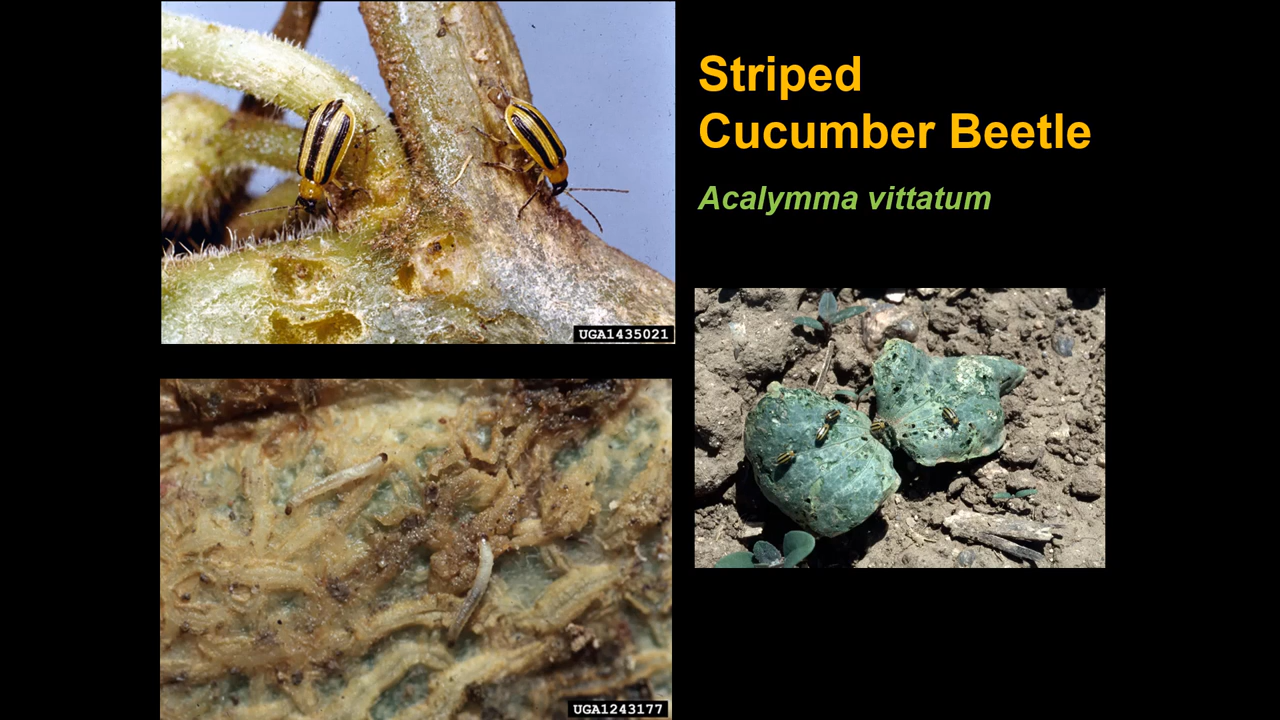 Striped
Cucumber Beetle
Acalymma vittatum
UGA1435021
UGA1243177